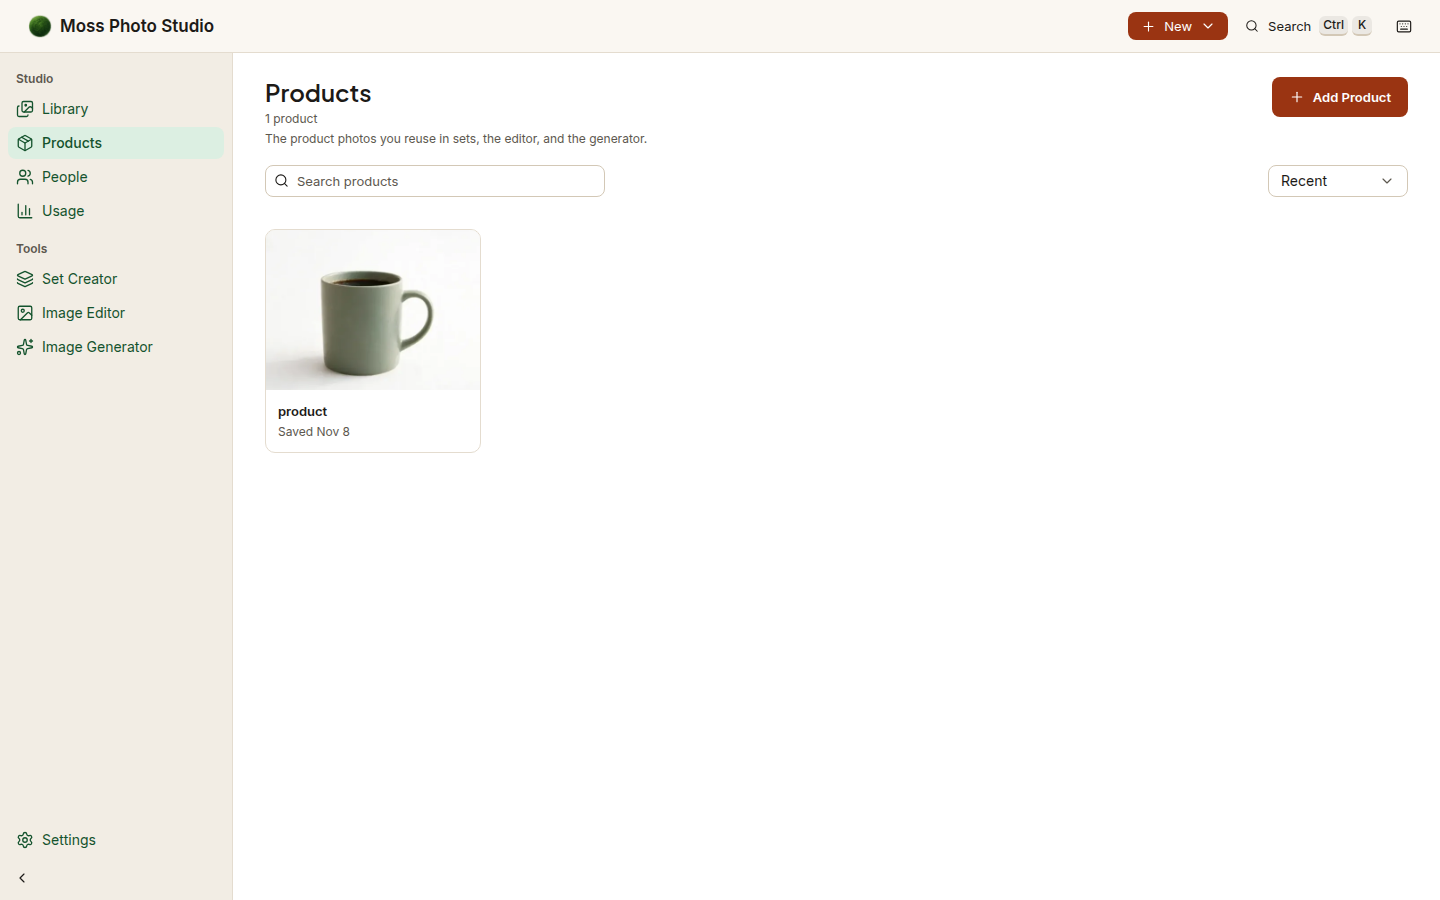 Moss Photo Studio
New
Search Ctrl K
Studio
Library
Products
People
Usage
Tools
Set Creator
Image Editor
Image Generator
Settings
Products
1 product
The product photos you reuse in sets, the editor, and the generator.
Add Product
Search products
Recent
product
Saved Nov 8